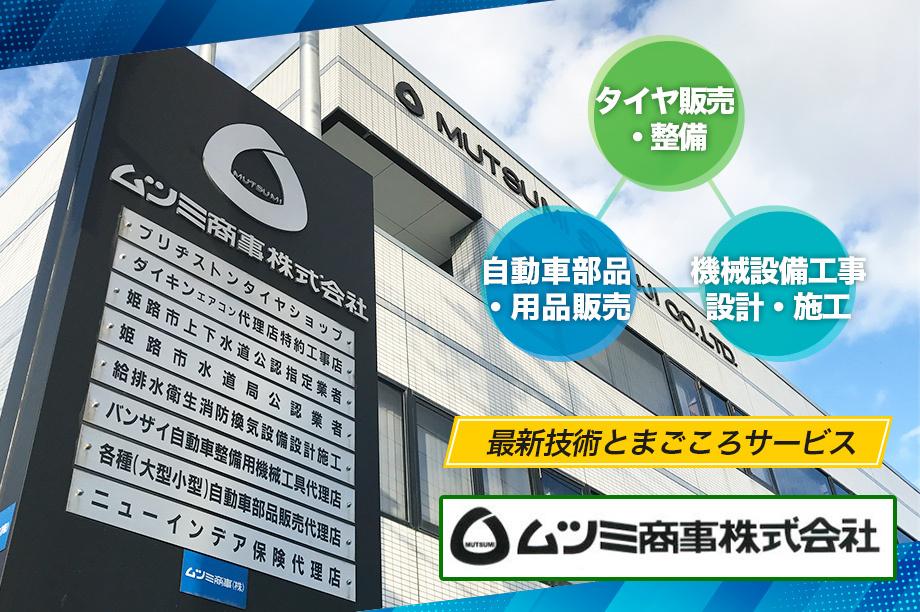 MUTSUMI
ムツミ商事株式会社
ブリヂストンタイヤショップ
ダイキンエアコン代理店特約工事店
姫路市上下水道公認指定業者
姫路市水道局公認業者
給排水衛生消防換気設備設計施工
バンザイ自動車整備用機械工具代理店
各種(大型小型)自動車部品販売代理店
ニューインデア保険代理店
ムツミ商事(株)
MUTSUMI SHOJI CO.LTD.
タイヤ販売
・整備
自動車部品
・用品販売
機械設備工事
設計・施工
最新技術とまごころサービス
MUTSUMI
ムツミ商事株式会社